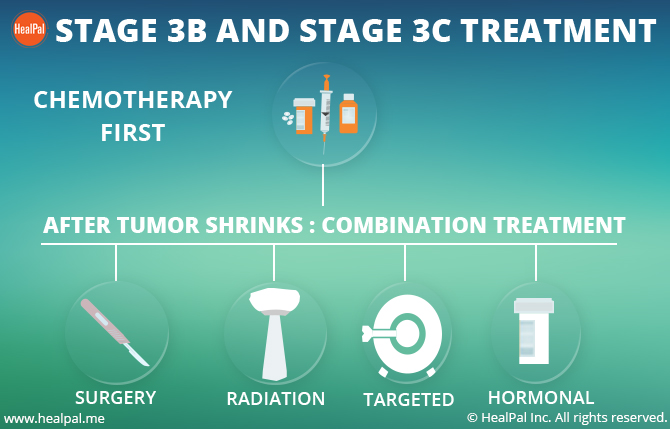 HealPal
STAGE 3B AND STAGE 3C TREATMENT
CHEMOTHERAPY
FIRST
AFTER TUMOR SHRINKS : COMBINATION TREATMENT
SURGERY
RADIATION
TARGETED
HORMONAL
www.healpal.me
© HealPal Inc. All rights reserved.